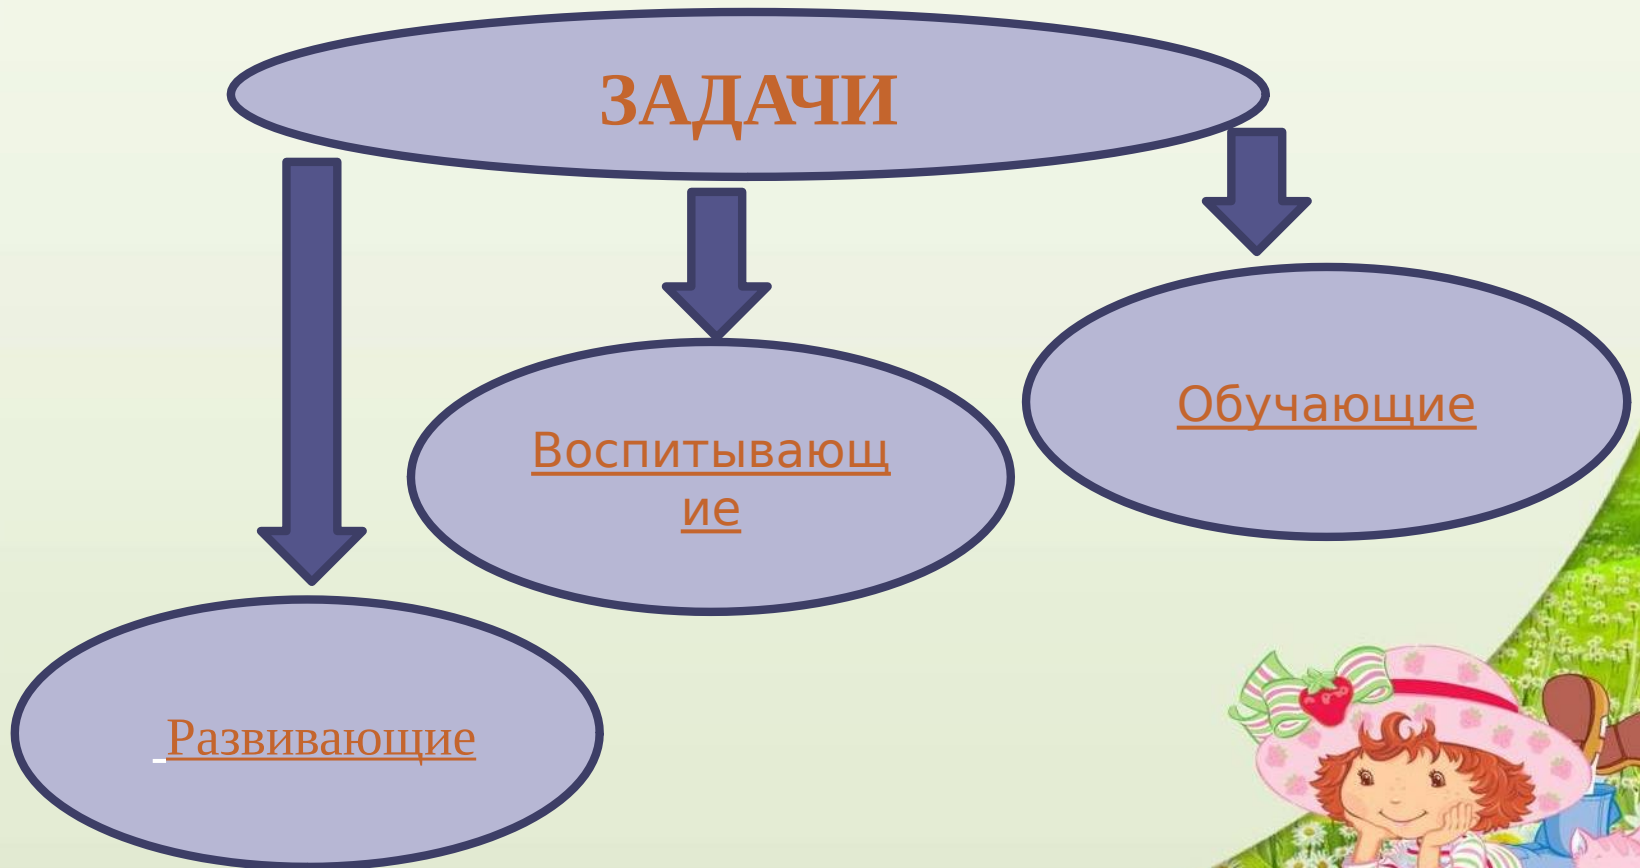 ЗАДАЧИ
Обучающие
Воспитывающ
ие
Развивающие